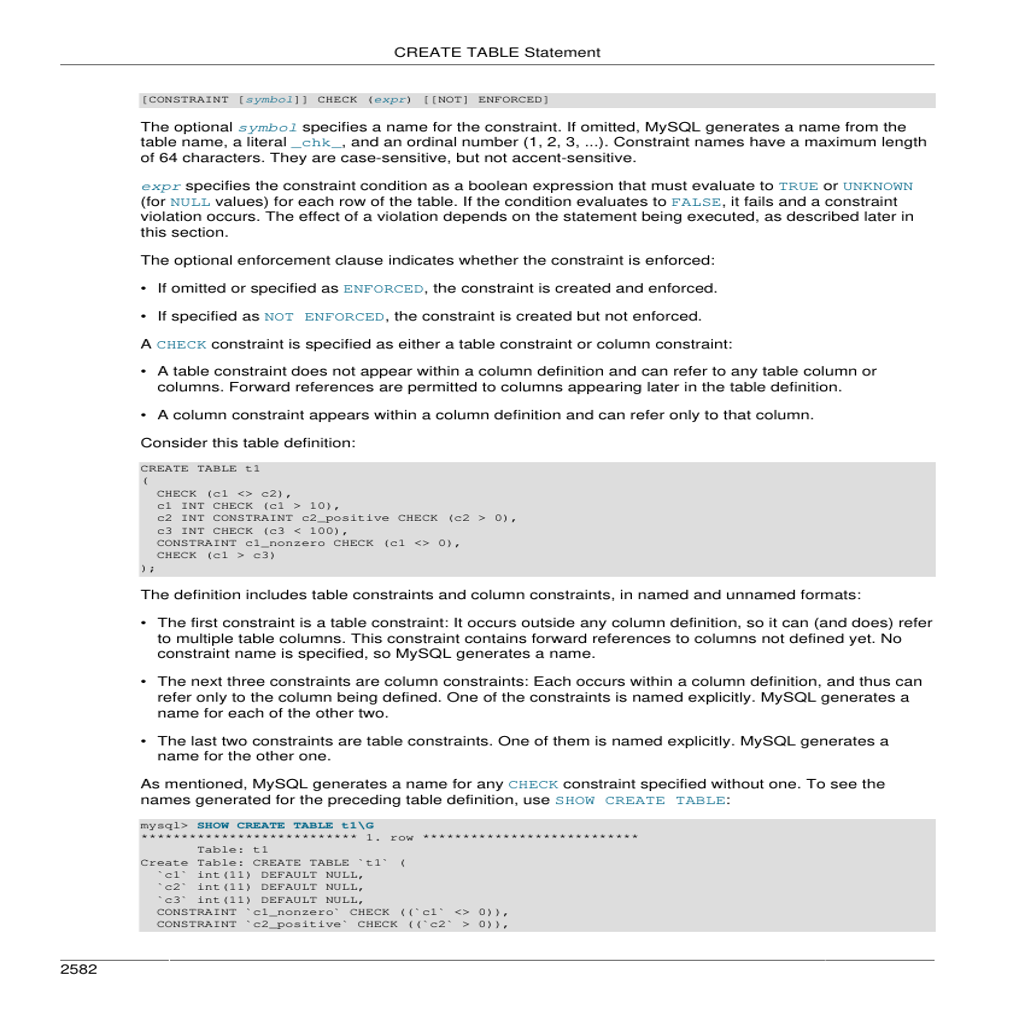 CREATE TABLE Statement
[CONSTRAINT [symbol]] CHECK (expr) [[NOT] ENFORCED]
The optional symbol specifies a name for the constraint. If omitted, MySQL generates a name from the
table name, a literal _chk_, and an ordinal number (1, 2, 3, ...). Constraint names have a maximum length
of 64 characters. They are case-sensitive, but not accent-sensitive.
expr specifies the constraint condition as a boolean expression that must evaluate to TRUE or UNKNOWN
(for NULL values) for each row of the table. If the condition evaluates to FALSE, it fails and a constraint
violation occurs. The effect of a violation depends on the statement being executed, as described later in
this section.
The optional enforcement clause indicates whether the constraint is enforced:
• If omitted or specified as ENFORCED, the constraint is created and enforced.
• If specified as NOT ENFORCED, the constraint is created but not enforced.
A CHECK constraint is specified as either a table constraint or column constraint:
• A table constraint does not appear within a column definition and can refer to any table column or
columns. Forward references are permitted to columns appearing later in the table definition.
• A column constraint appears within a column definition and can refer only to that column.
Consider this table definition:
CREATE TABLE t1
(
  CHECK (c1 <> c2),
  c1 INT CHECK (c1 > 10),
  c2 INT CONSTRAINT c2_positive CHECK (c2 > 0),
  c3 INT CHECK (c3 < 100),
  CONSTRAINT c1_nonzero CHECK (c1 <> 0),
  CHECK (c1 > c3)
);
The definition includes table constraints and column constraints, in named and unnamed formats:
• The first constraint is a table constraint: It occurs outside any column definition, so it can (and does) refer
to multiple table columns. This constraint contains forward references to columns not defined yet. No
constraint name is specified, so MySQL generates a name.
• The next three constraints are column constraints: Each occurs within a column definition, and thus can
refer only to the column being defined. One of the constraints is named explicitly. MySQL generates a
name for each of the other two.
• The last two constraints are table constraints. One of them is named explicitly. MySQL generates a
name for the other one.
As mentioned, MySQL generates a name for any CHECK constraint specified without one. To see the
names generated for the preceding table definition, use SHOW CREATE TABLE:
mysql> SHOW CREATE TABLE t1\G
*************************** 1. row ***************************
       Table: t1
Create Table: CREATE TABLE `t1` (
  `c1` int(11) DEFAULT NULL,
  `c2` int(11) DEFAULT NULL,
  `c3` int(11) DEFAULT NULL,
  CONSTRAINT `c1_nonzero` CHECK ((`c1` <> 0)),
  CONSTRAINT `c2_positive` CHECK ((`c2` > 0)),
2582